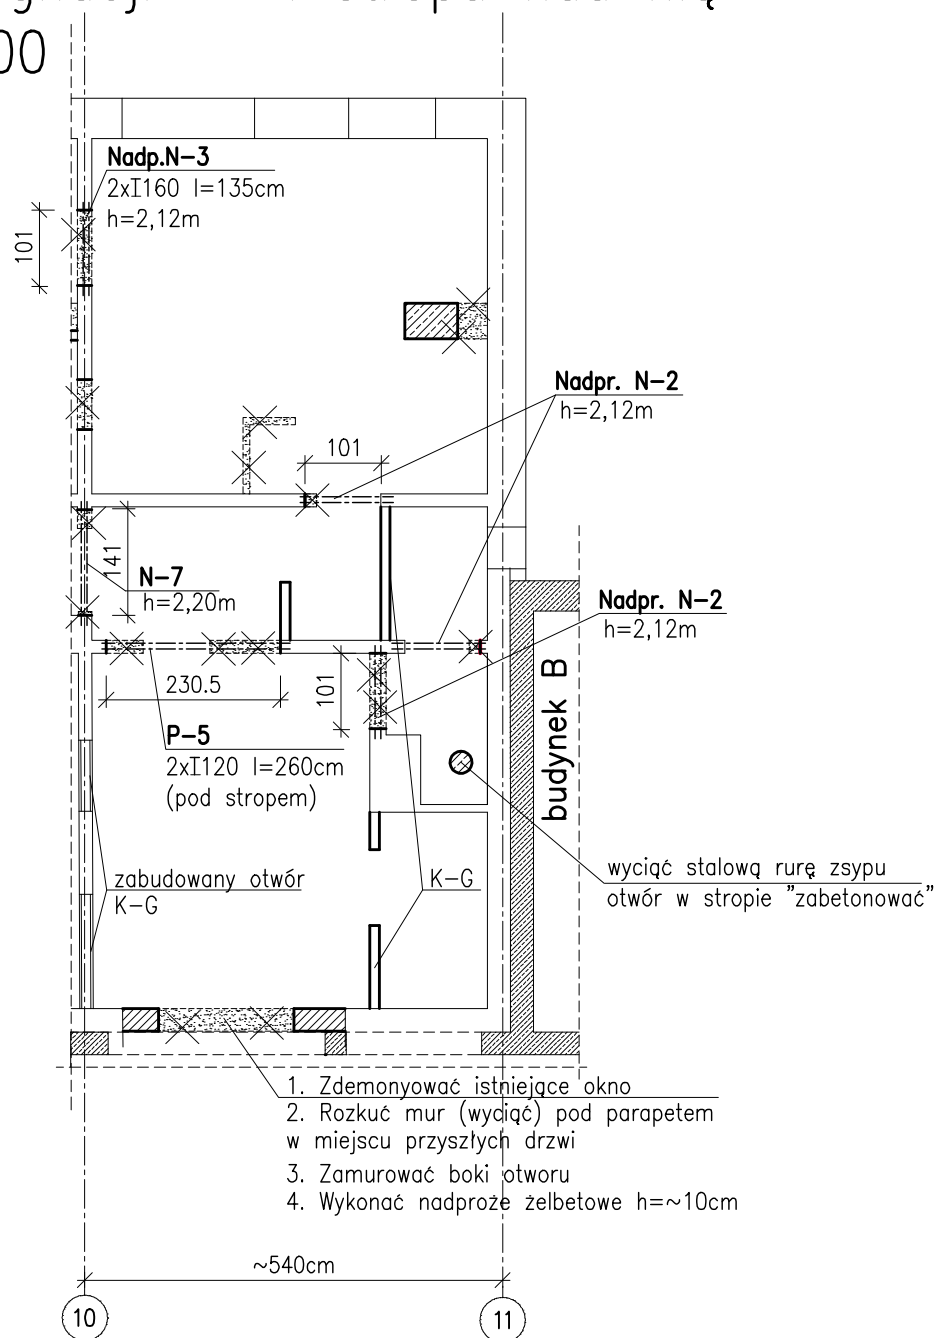 00
Nadp.N-3
2xI160 l=135cm
h=2,12m
101
Nadpr. N-2
h=2,12m
101
141
N-7
h=2,20m
Nadpr. N-2
h=2,12m
230.5
101
P-5
2xI120 l=260cm
(pod stropem)
budynek B
zabudowany otwór
K-G
K-G
wyciąć stalową rurę zsypu
otwór w stropie "zabetonować"
1. Zdemonyować istniejące okno
2. Rozkuć mur (wyciąć) pod parapetem
w miejscu przyszłych drzwi
3. Zamurować boki otworu
4. Wykonać nadproże żelbetowe h=~10cm
~540cm
10
11